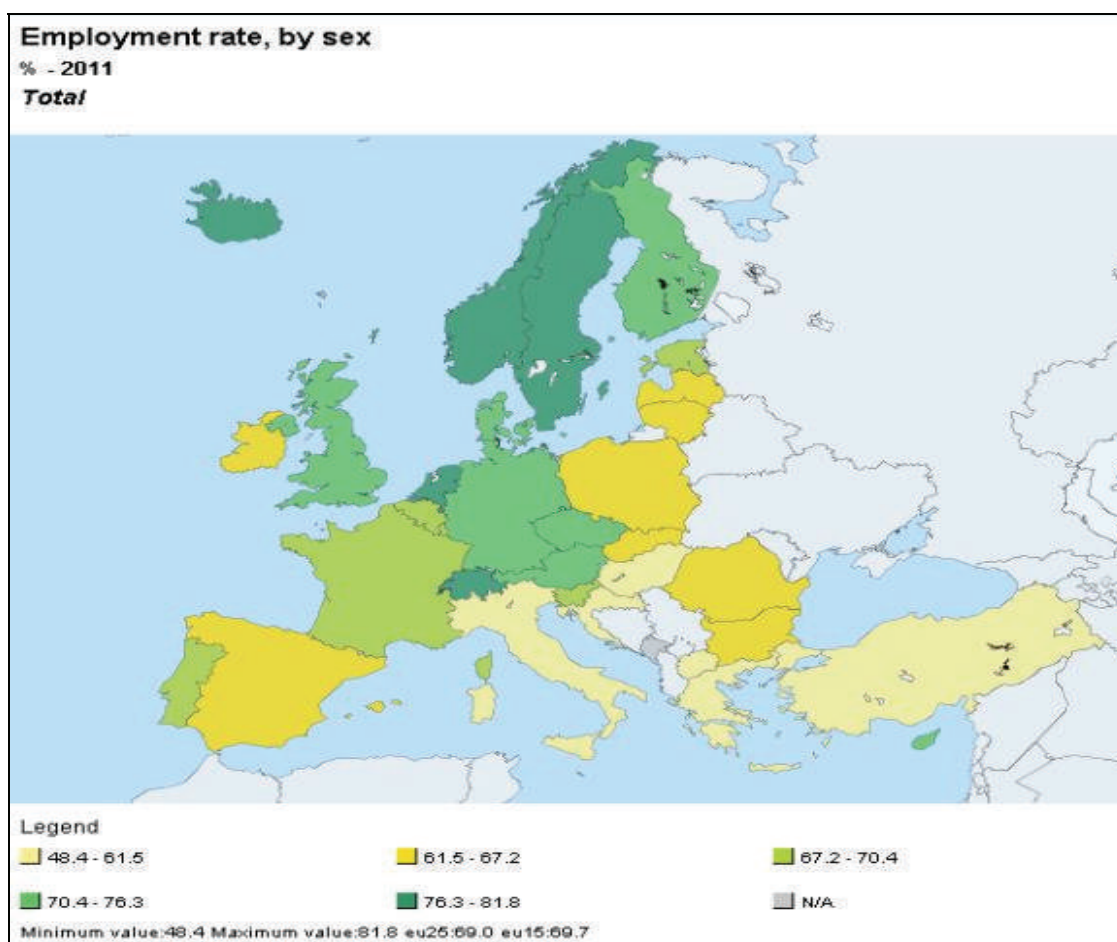 Employment rate, by sex
% - 2011
Total
Legend
48.4 - 61.5
61.5 - 67.2
67.2 - 70.4
70.4 - 76.3
76.3 - 81.8
N/A
Minimum value:48.4 Maximum value:81.8 eu25:69.0 eu15:69.7